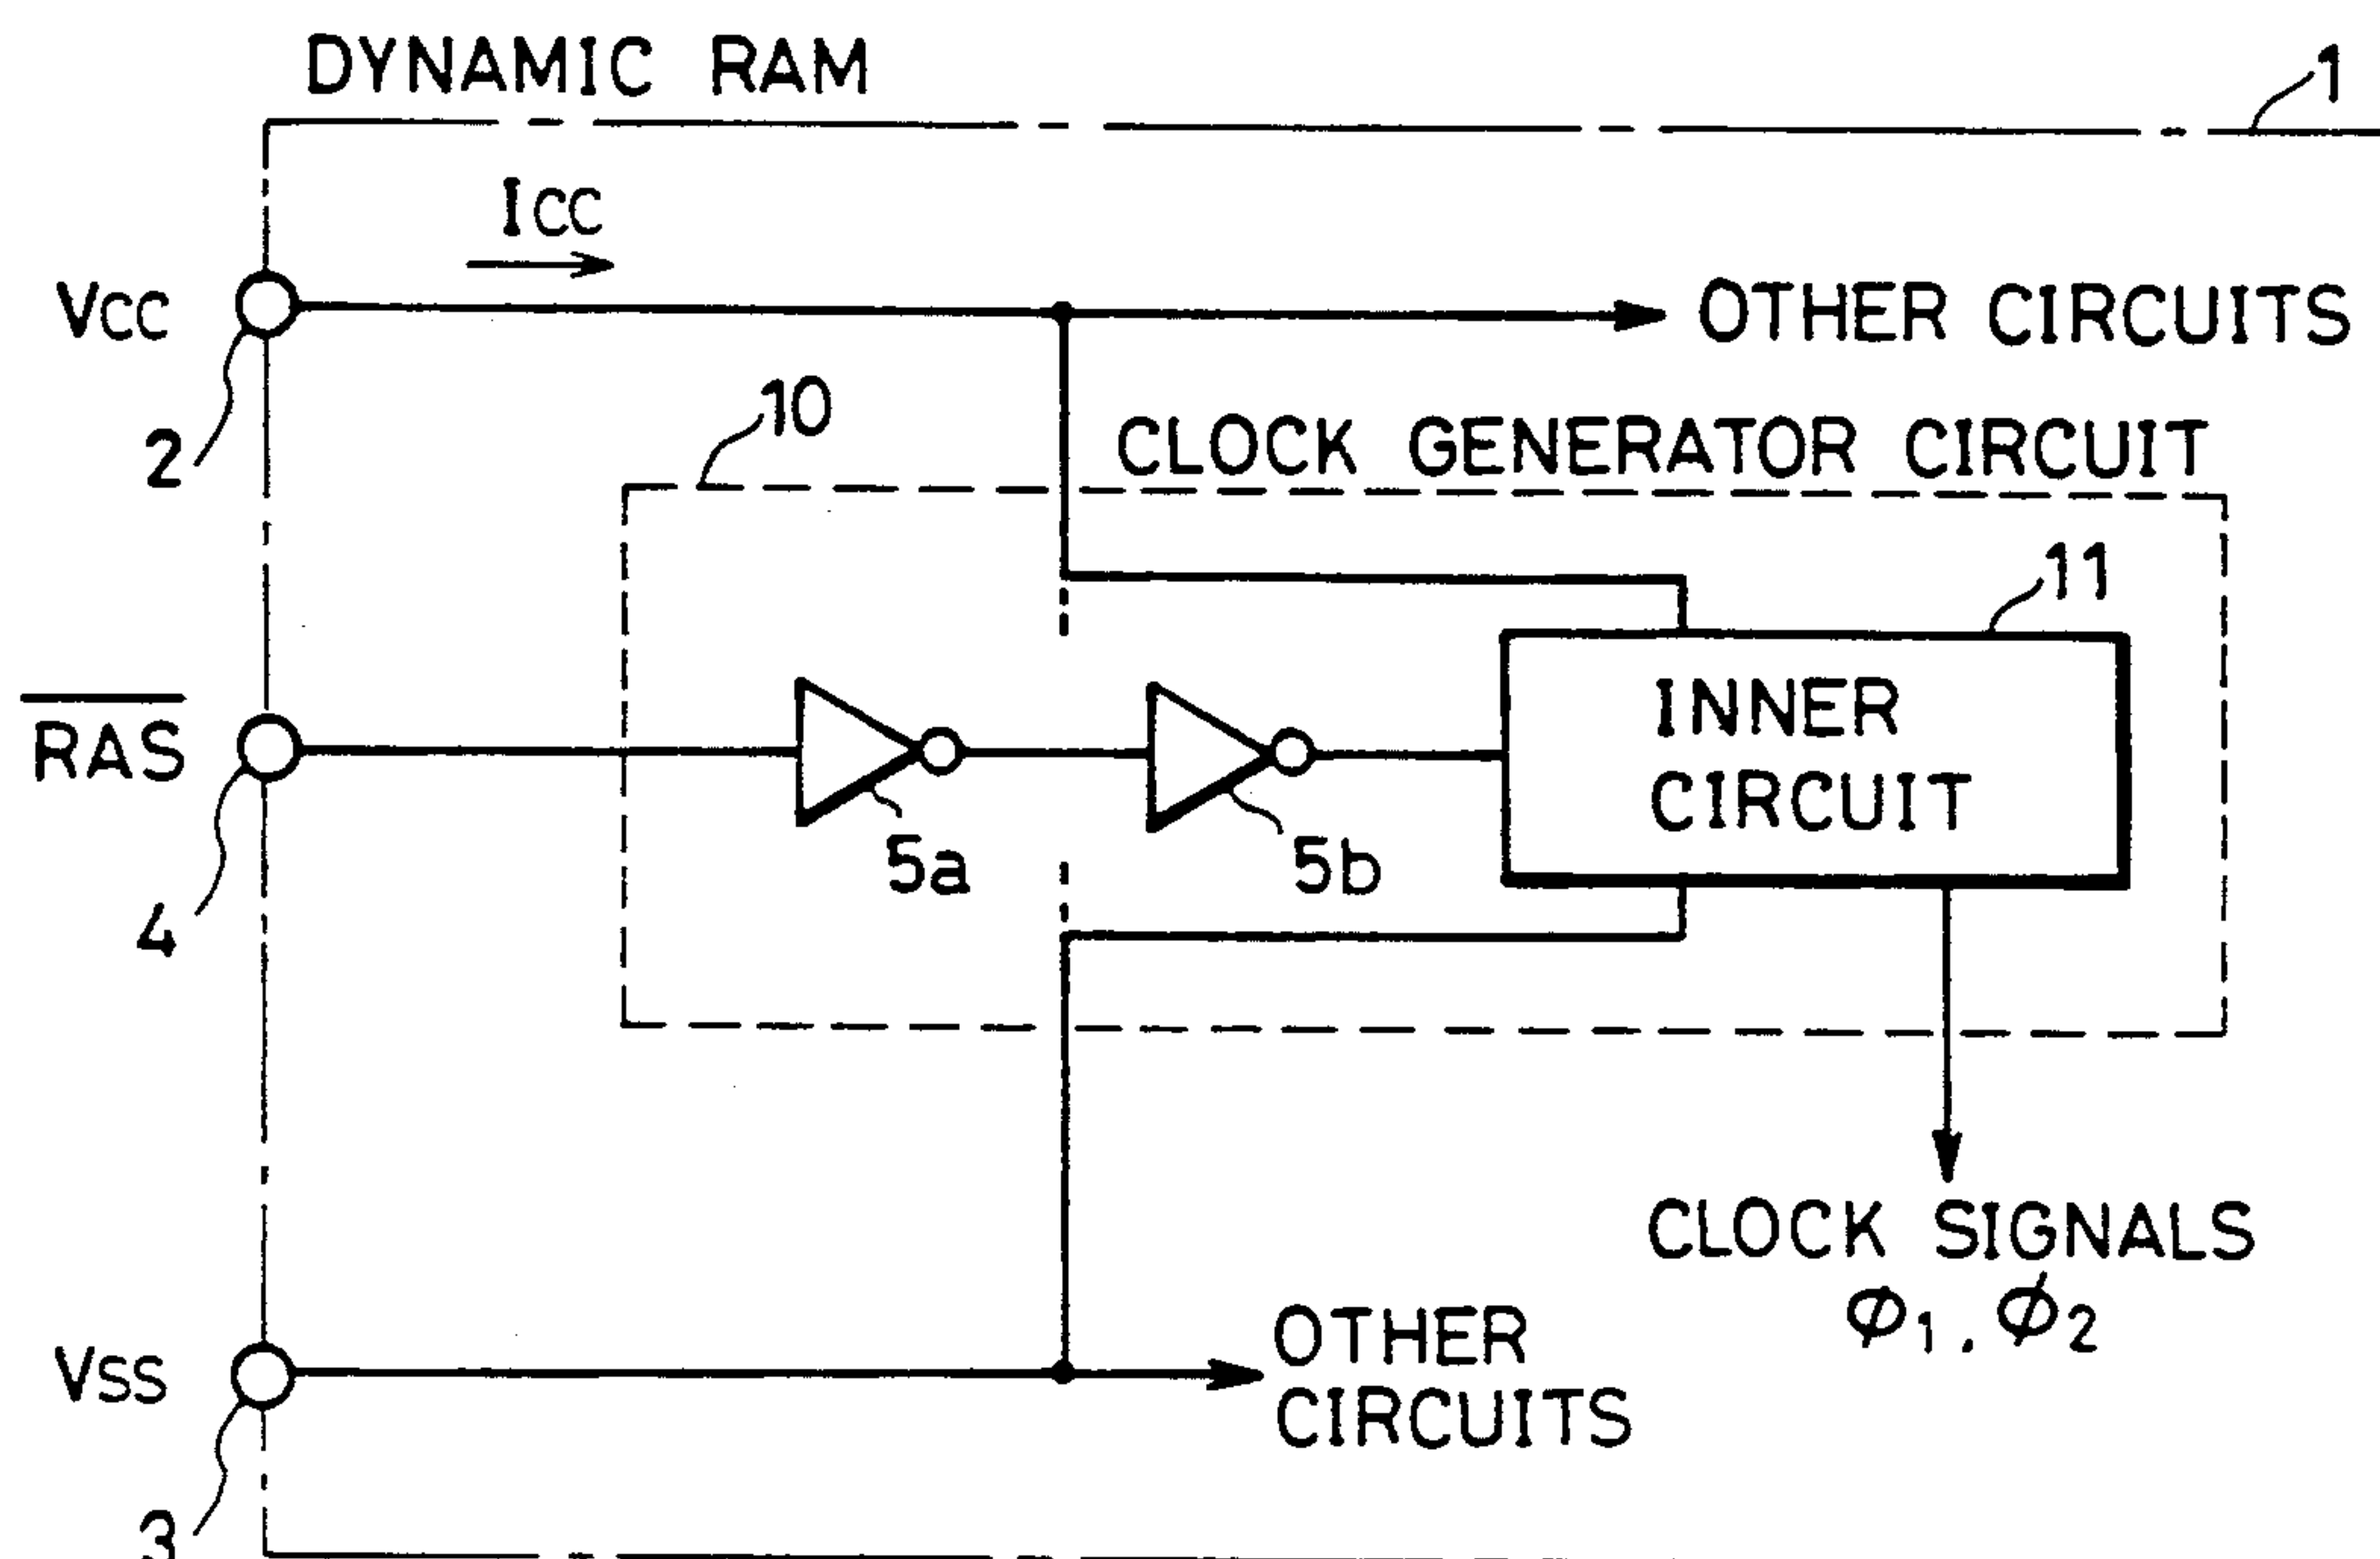 DYNAMIC RAM
1
ICC
VCC
OTHER CIRCUITS
2
10
CLOCK GENERATOR CIRCUIT
11
RAS
INNER
CIRCUIT
5a
5b
4
CLOCK SIGNALS
φ1, φ2
VSS
OTHER
CIRCUITS
3